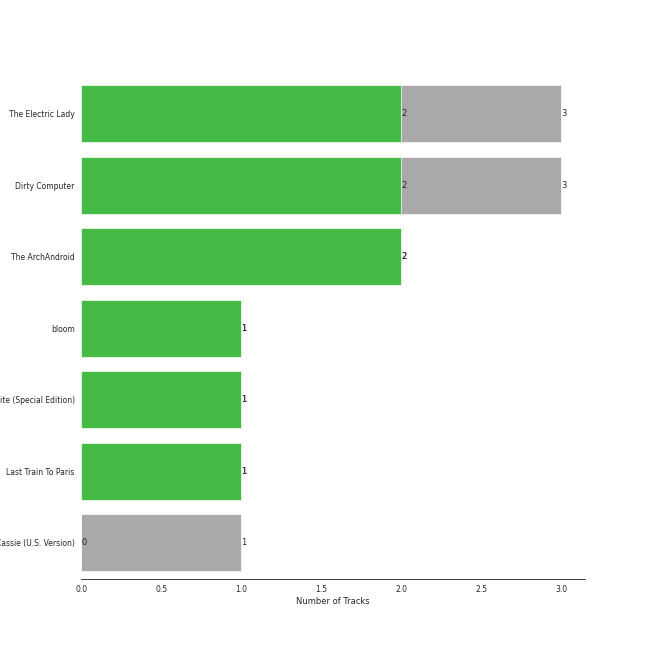 The Electric Lady 2 3
Dirty Computer 2 3
The ArchAndroid 2
bloom 1
(Special Edition) 1
Last Train To Paris 1
(U.S. Version) 0 1
0.0 0.5 1.0 1.5 2.0 2.5 3.0
Number of Tracks